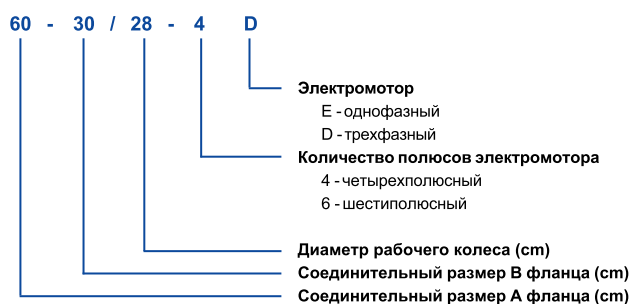 60 - 30 / 28 - 4 D
Электромотор
E - однофазный
D - трехфазный
Количество полюсов электромотора
4 - четырехполюсный
6 - шестиполюсный
Диаметр рабочего колеса (cm)
Соединительный размер B фланца (cm)
Соединительный размер A фланца (cm)